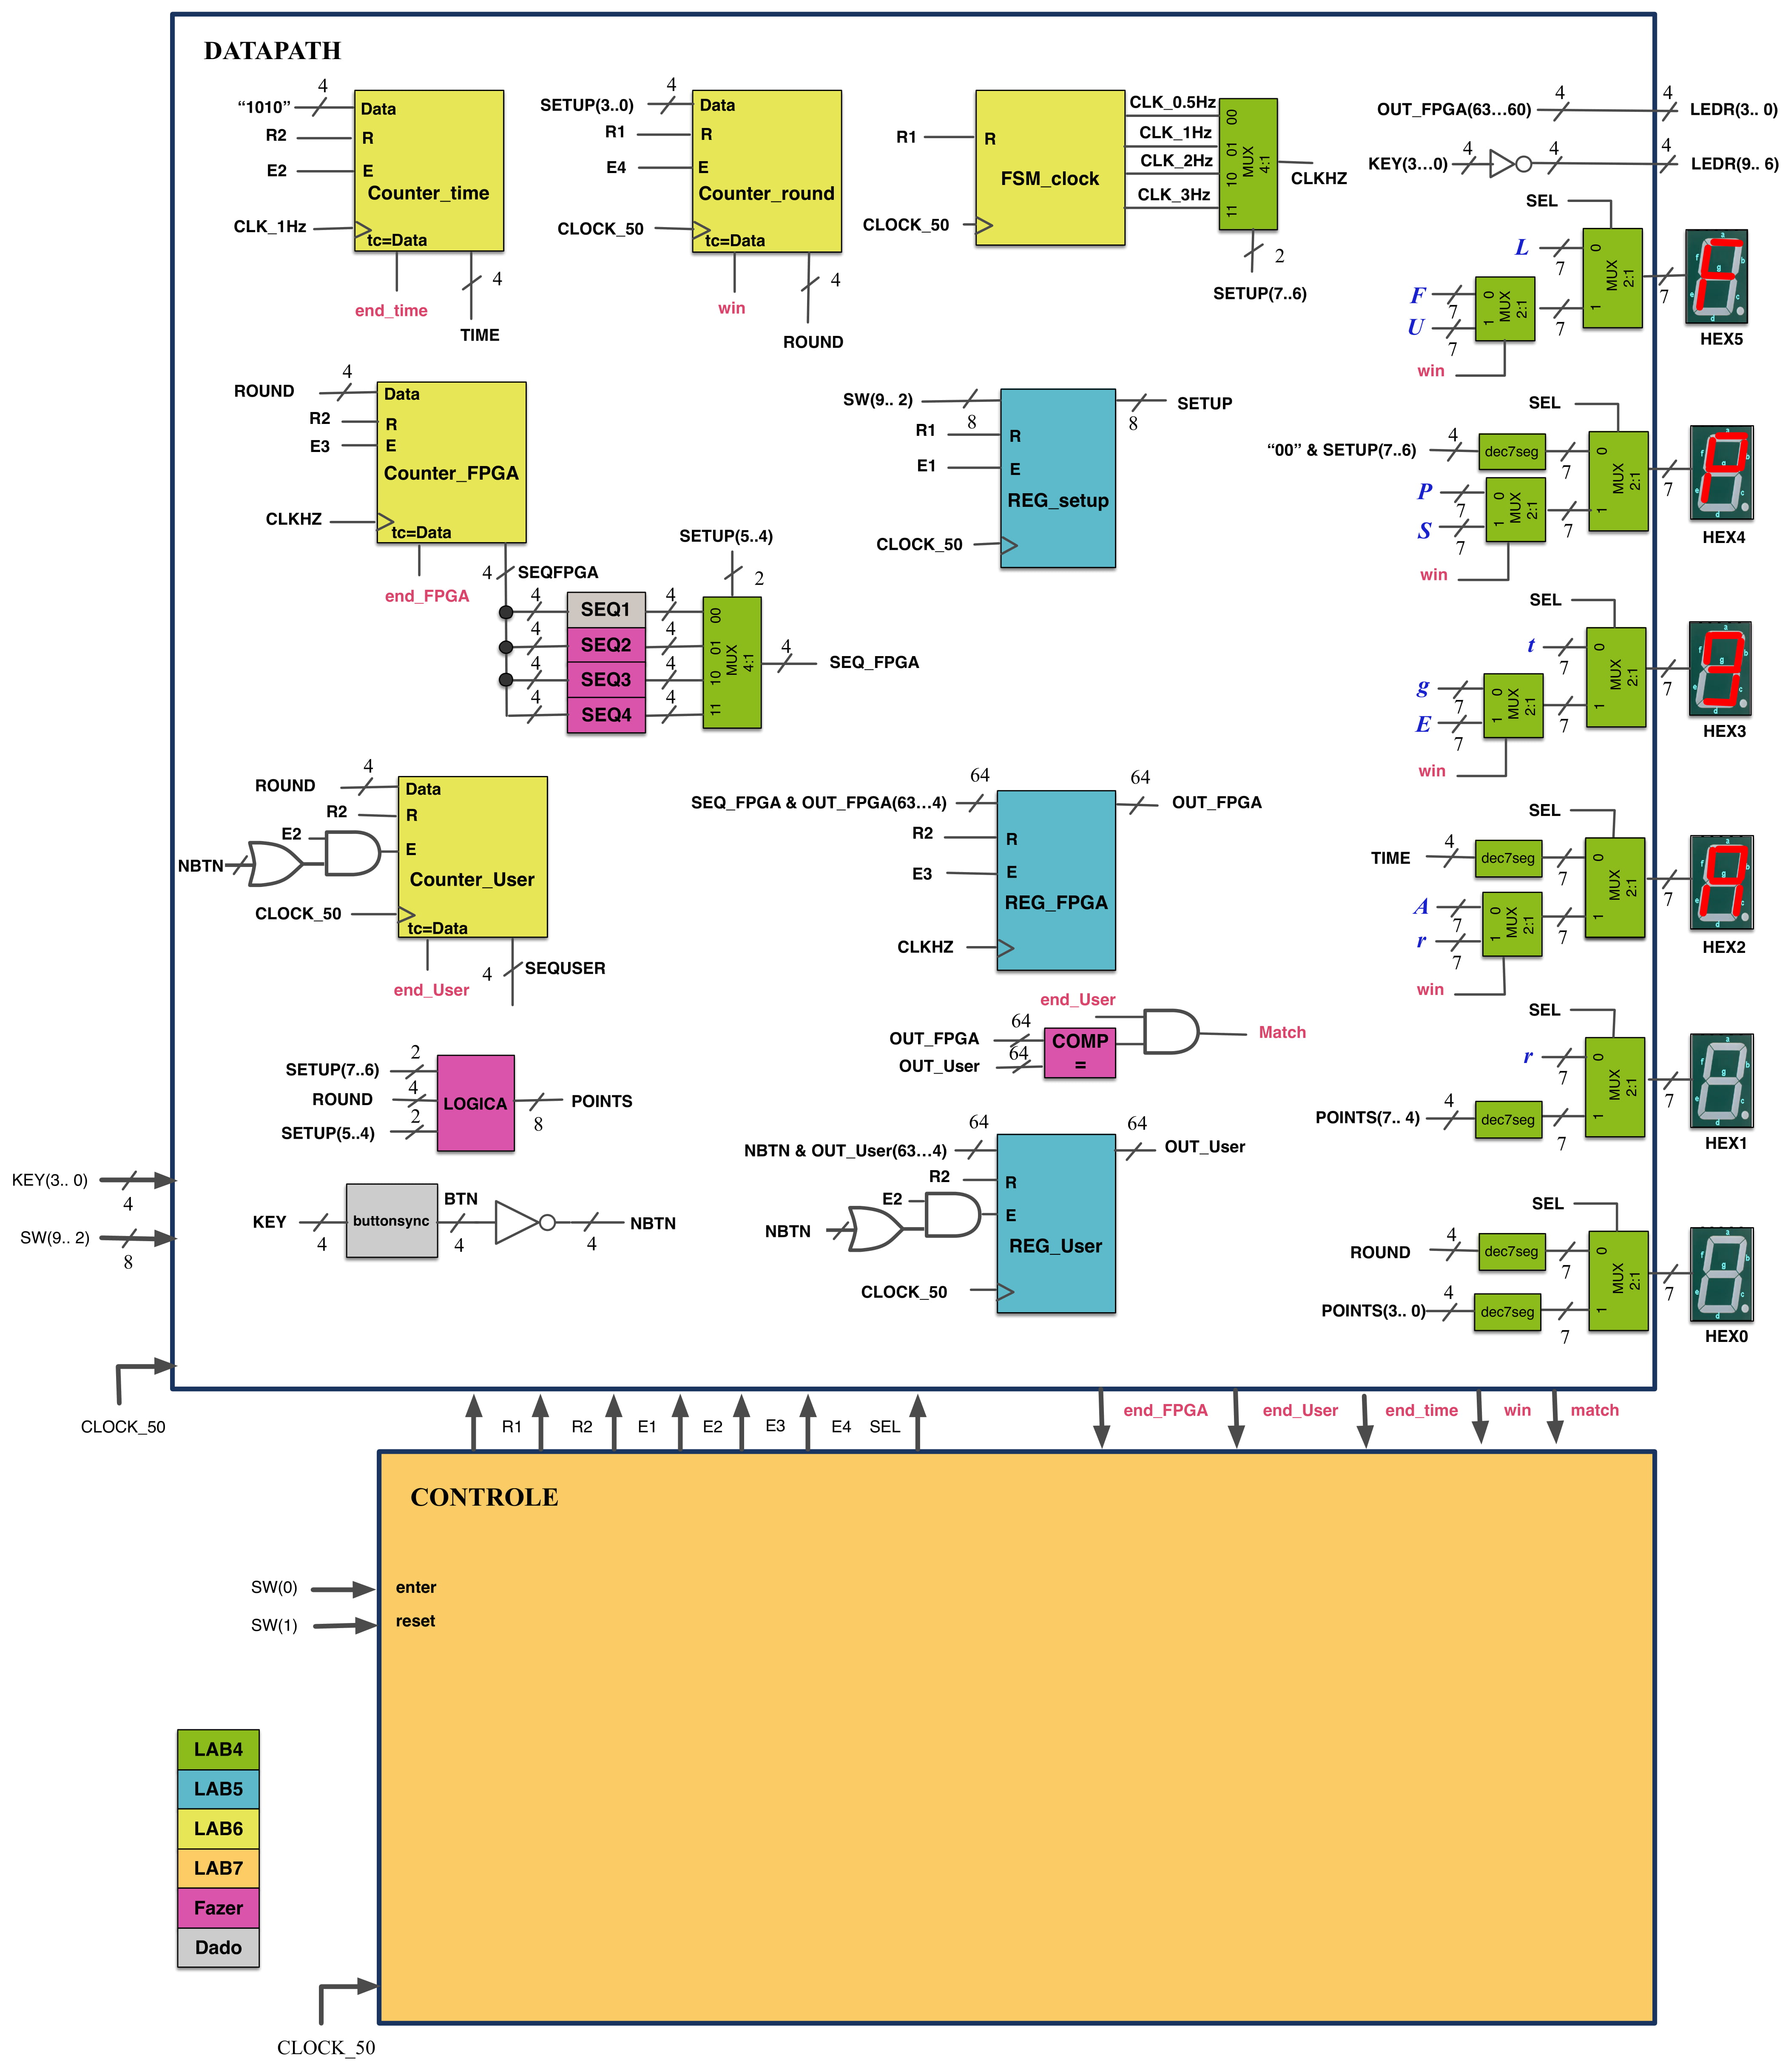 DATAPATH
“1010”
4
Data
R2
R
E2
E
Counter_time
CLK_1Hz
tc=Data
4
end_time
TIME
SETUP(3..0)
4
Data
R1
R
E4
E
Counter_round
CLOCK_50
tc=Data
4
win
ROUND
R1
R
FSM_clock
CLOCK_50
CLK_0.5Hz
CLK_1Hz
CLK_2Hz
CLK_3Hz
00
01
10
11
MUX
4:1
CLKHZ
2
SETUP(7..6)
OUT_FPGA(63...60)
4
4
LEDR(3.. 0)
KEY(3...0)
4
4
4
LEDR(9.. 6)
SEL
L
7
F
7
U
7
0
1
MUX
2:1
7
win
0
1
MUX
2:1
7
HEX5
ROUND
4
Data
R2
R
E3
E
Counter_FPGA
CLKHZ
tc=Data
end_FPGA
4
SEQFPGA
SETUP(5..4)
2
4
SEQ1
4
4
SEQ2
4
4
SEQ3
4
4
SEQ4
4
00
01
10
11
MUX
4:1
4
SEQ_FPGA
SW(9.. 2)
8
SETUP
8
R1
R
E1
E
REG_setup
CLOCK_50
SEL
“00” & SETUP(7..6)
4
dec7seg
7
P
7
S
7
0
1
MUX
2:1
7
win
0
1
MUX
2:1
7
HEX4
SEL
t
7
g
7
E
7
0
1
MUX
2:1
7
win
0
1
MUX
2:1
7
HEX3
ROUND
4
Data
R2
R
E2
E
NBTN
Counter_User
CLOCK_50
tc=Data
end_User
4
SEQUSER
SEQ_FPGA & OUT_FPGA(63...4)
64
64
OUT_FPGA
R2
R
E3
E
REG_FPGA
CLKHZ
SEL
TIME
4
dec7seg
7
A
7
r
7
0
1
MUX
2:1
7
win
0
1
MUX
2:1
7
HEX2
end_User
OUT_FPGA
64
OUT_User
64
COMP
=
Match
SETUP(7..6)
2
ROUND
4
SETUP(5..4)
2
LOGICA
8
POINTS
SEL
r
7
POINTS(7.. 4)
4
dec7seg
7
0
1
MUX
2:1
7
HEX1
KEY
4
buttonsync
BTN
4
4
NBTN
NBTN & OUT_User(63...4)
64
64
OUT_User
R2
R
E2
E
NBTN
REG_User
CLOCK_50
SEL
ROUND
4
dec7seg
7
POINTS(3.. 0)
4
dec7seg
7
0
1
MUX
2:1
7
HEX0
KEY(3.. 0)
4
SW(9.. 2)
8
CLOCK_50
R1
R2
E1
E2
E3
E4
SEL
end_FPGA
end_User
end_time
win
match
CONTROLE
SW(0)
enter
SW(1)
reset
LAB4
LAB5
LAB6
LAB7
Fazer
Dado
CLOCK_50